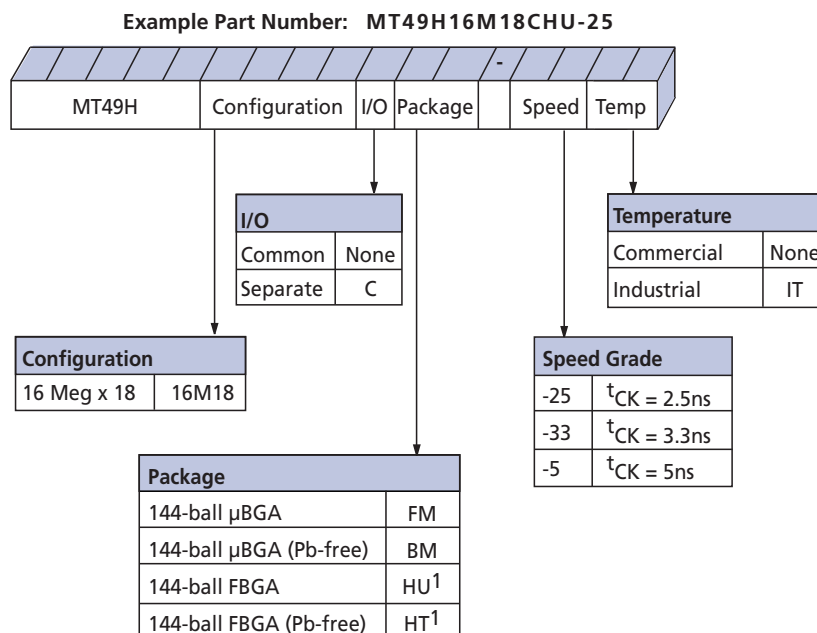 Example Part Number: MT49H16M18CHU-25
-
MT49H Configuration I/O Package Speed Temp
I/O
Common None
Separate C
Temperature
Commercial None
Industrial IT
Configuration
16 Meg x 18 16M18
Speed Grade
-25 tCK = 2.5ns
-33 tCK = 3.3ns
-5 tCK = 5ns
Package
144-ball µBGA FM
144-ball µBGA (Pb-free) BM
144-ball FBGA HU1
144-ball FBGA (Pb-free) HT1